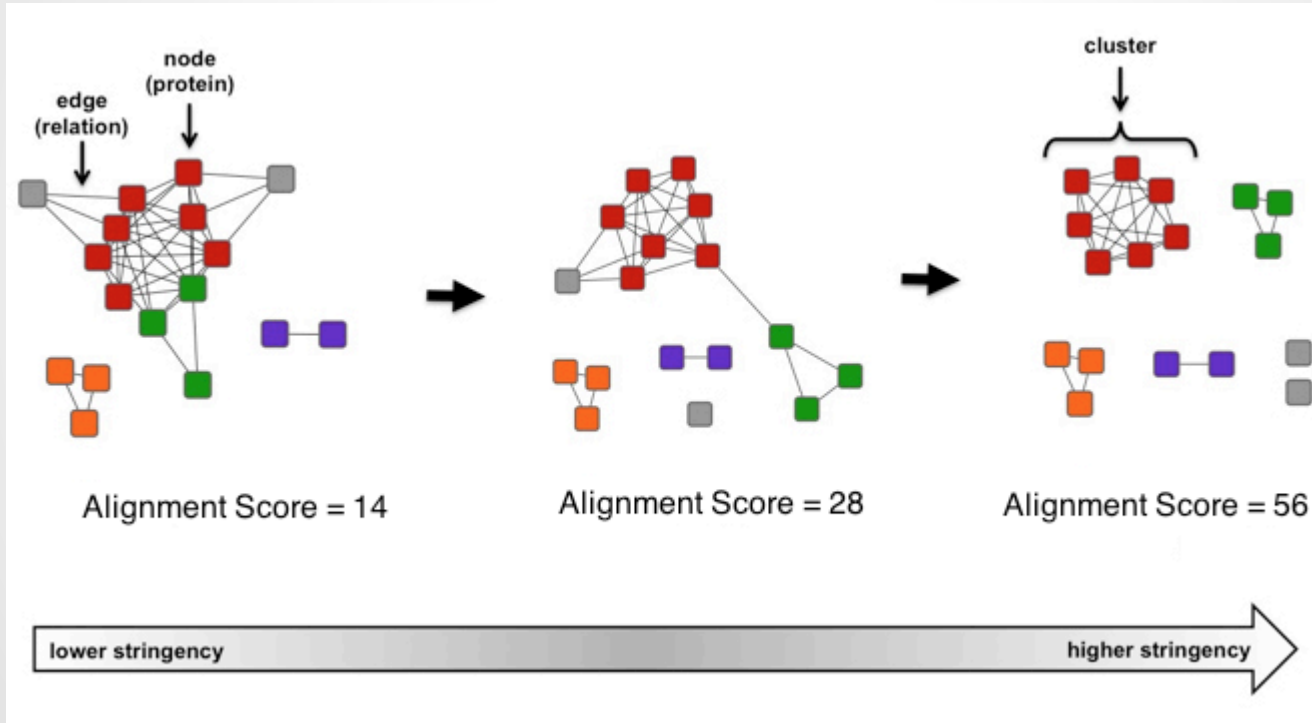 node
(protein)
edge
(relation)
cluster
Alignment Score = 14
Alignment Score = 28
Alignment Score = 56
lower stringency
higher stringency